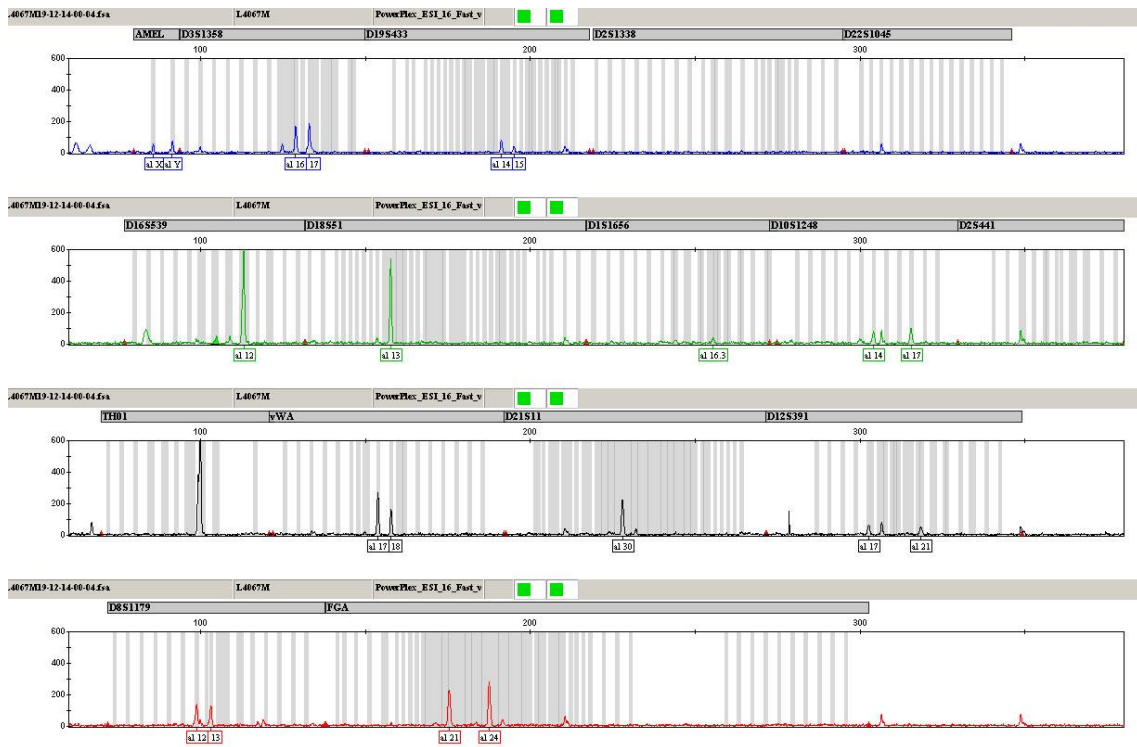 .4067M19-12-14-00-04.fsa L4067M PowerPlex_ESI_16_Fast_v
AMEL D3S1358 D19S433 D2S1338 D22S1045
100 200 300
600
400
200
0
al X al Y al 16 17 al 14 15
.4067M19-12-14-00-04.fsa L4067M PowerPlex_ESI_16_Fast_v
D16S539 D18S51 D1S1656 D10S1248 D2S441
100 200 300
600
400
200
0
al 12 al 13 al 16.3 al 14 al 17
.4067M19-12-14-00-04.fsa L4067M PowerPlex_ESI_16_Fast_v
TH01 vWA D21S11 D12S391
100 200 300
600
400
200
0
al 17 18 al 30 al 17 al 21
.4067M19-12-14-00-04.fsa L4067M PowerPlex_ESI_16_Fast_v
D8S1179 FGA
100 200 300
600
400
200
0
al 12 13 al 21 al 24